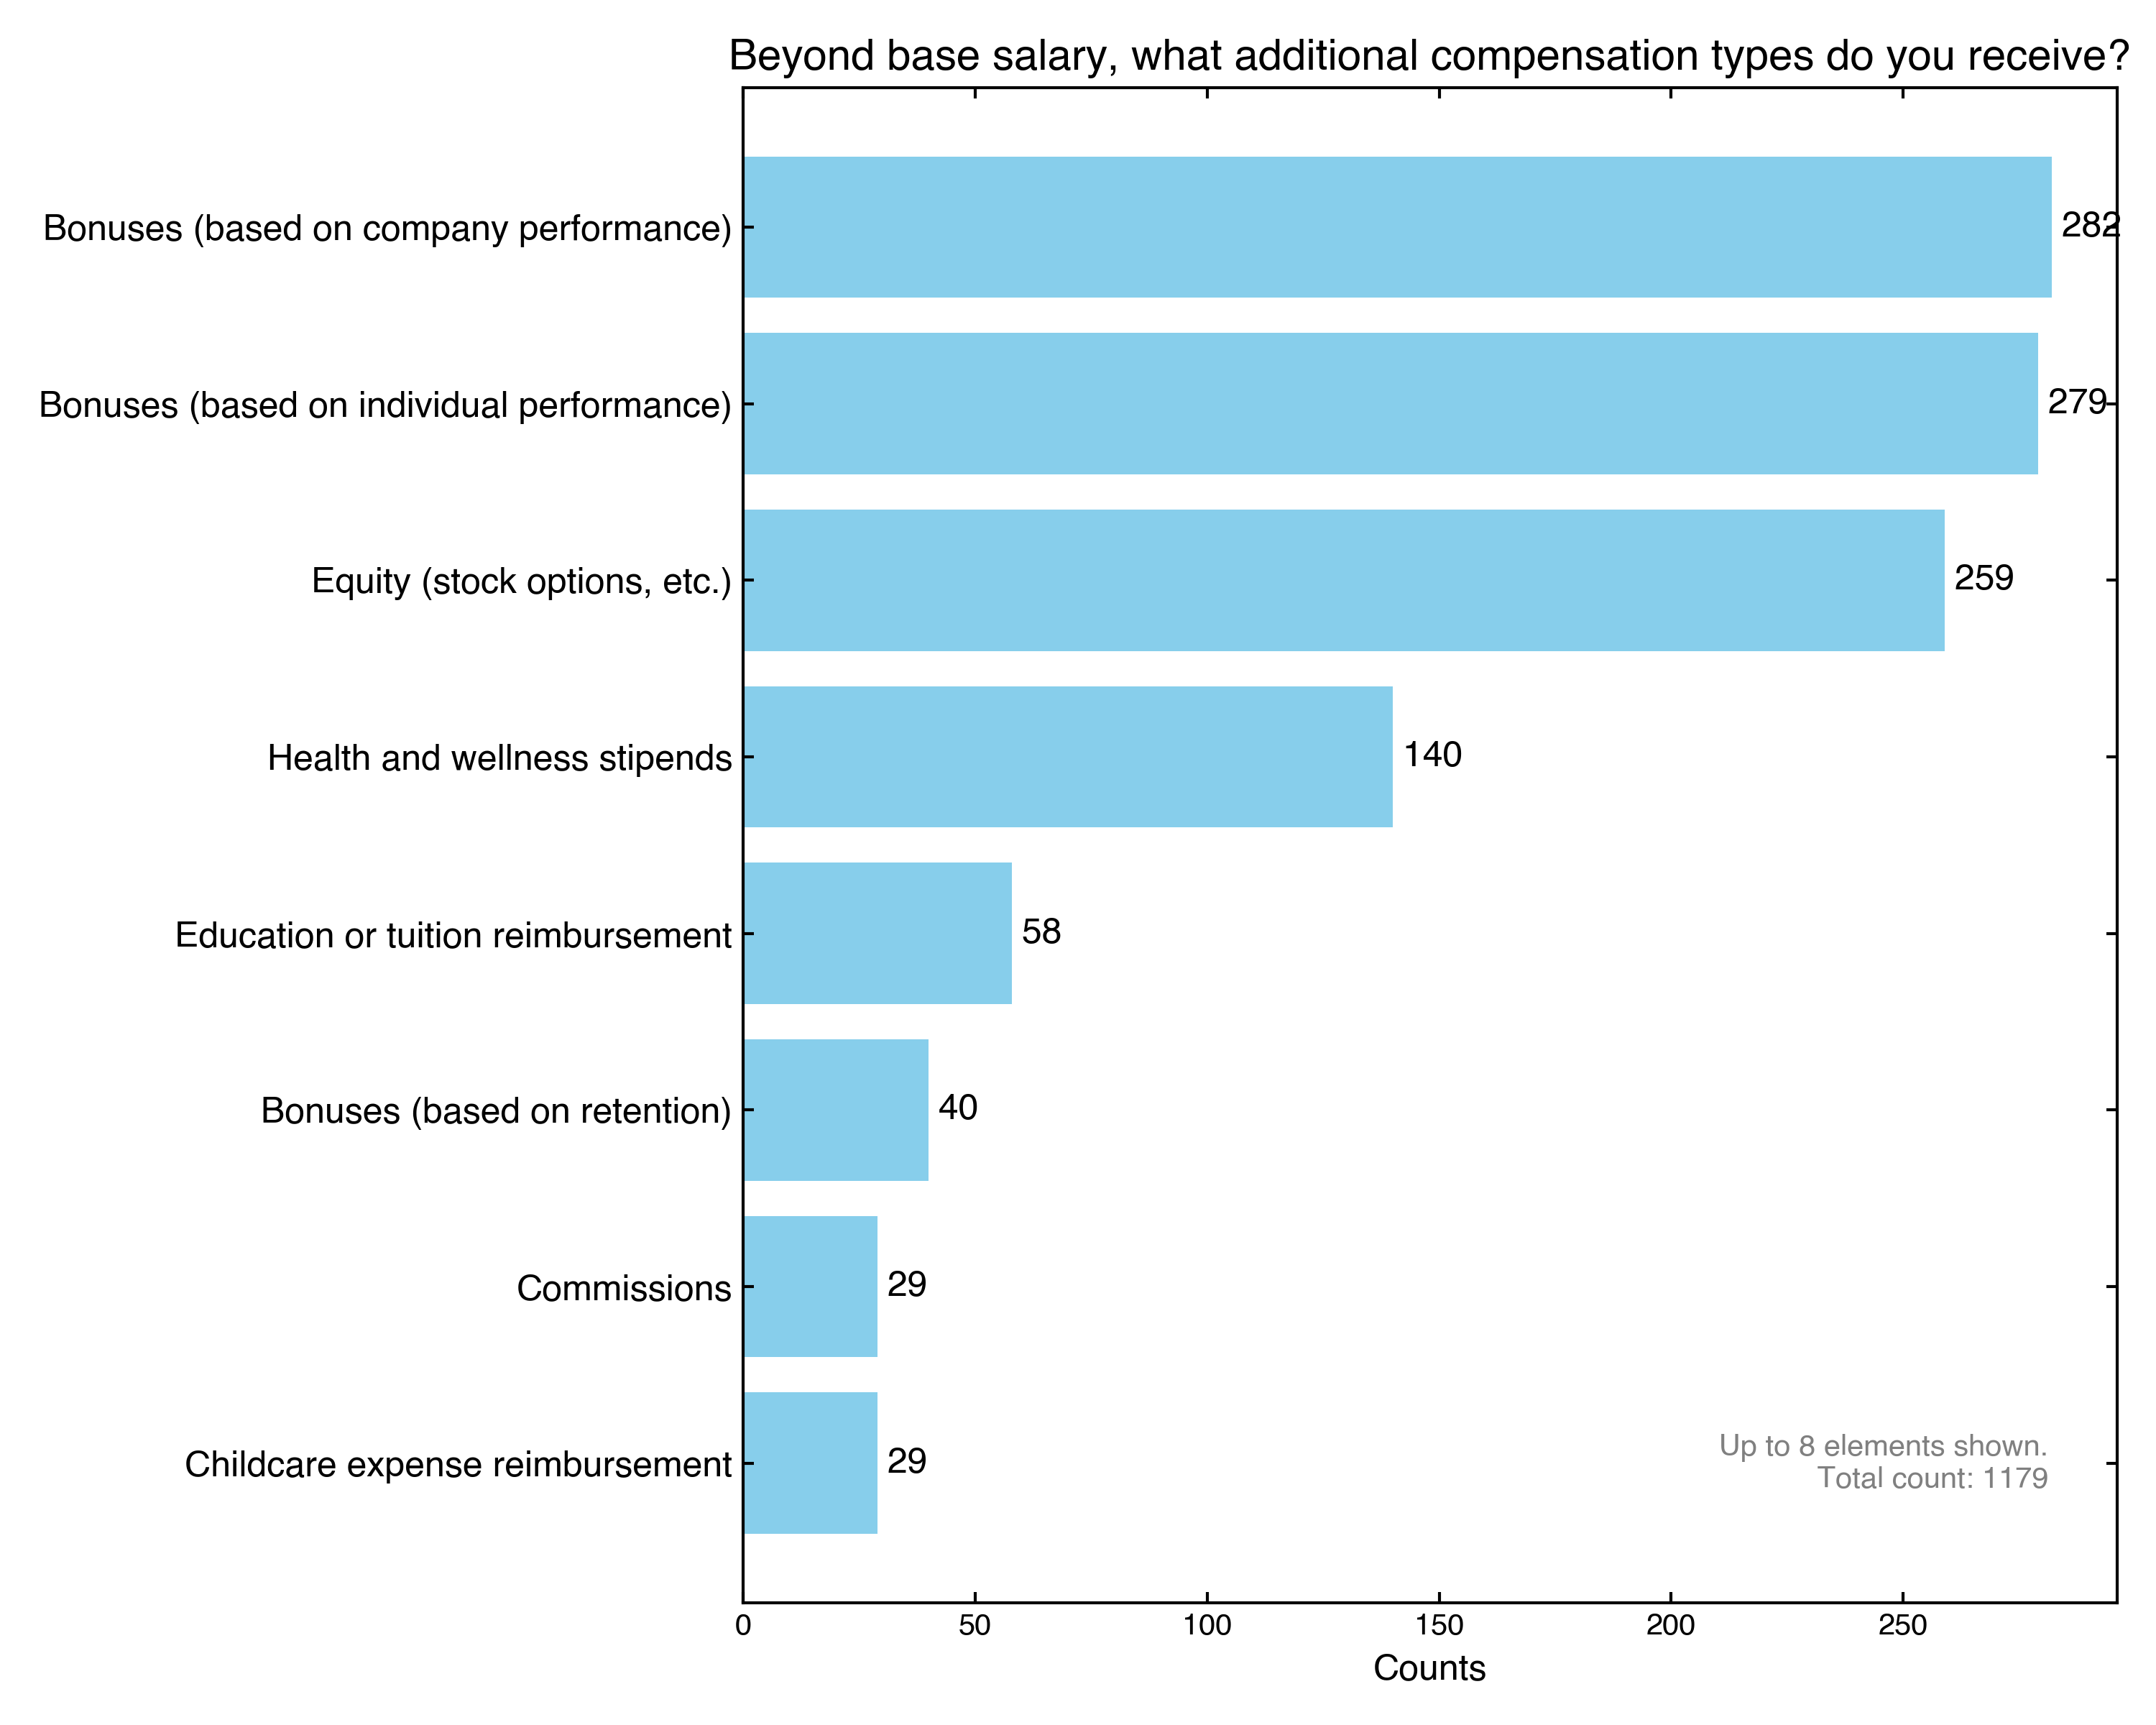 Beyond base salary, what additional compensation types do you receive?
Bonuses (based on company performance) 282
Bonuses (based on individual performance) 279
Equity (stock options, etc.) 259
Health and wellness stipends 140
Education or tuition reimbursement 58
Bonuses (based on retention) 40
Commissions 29
Childcare expense reimbursement 29
Up to 8 elements shown.
Total count: 1179
0 50 100 150 200 250
Counts